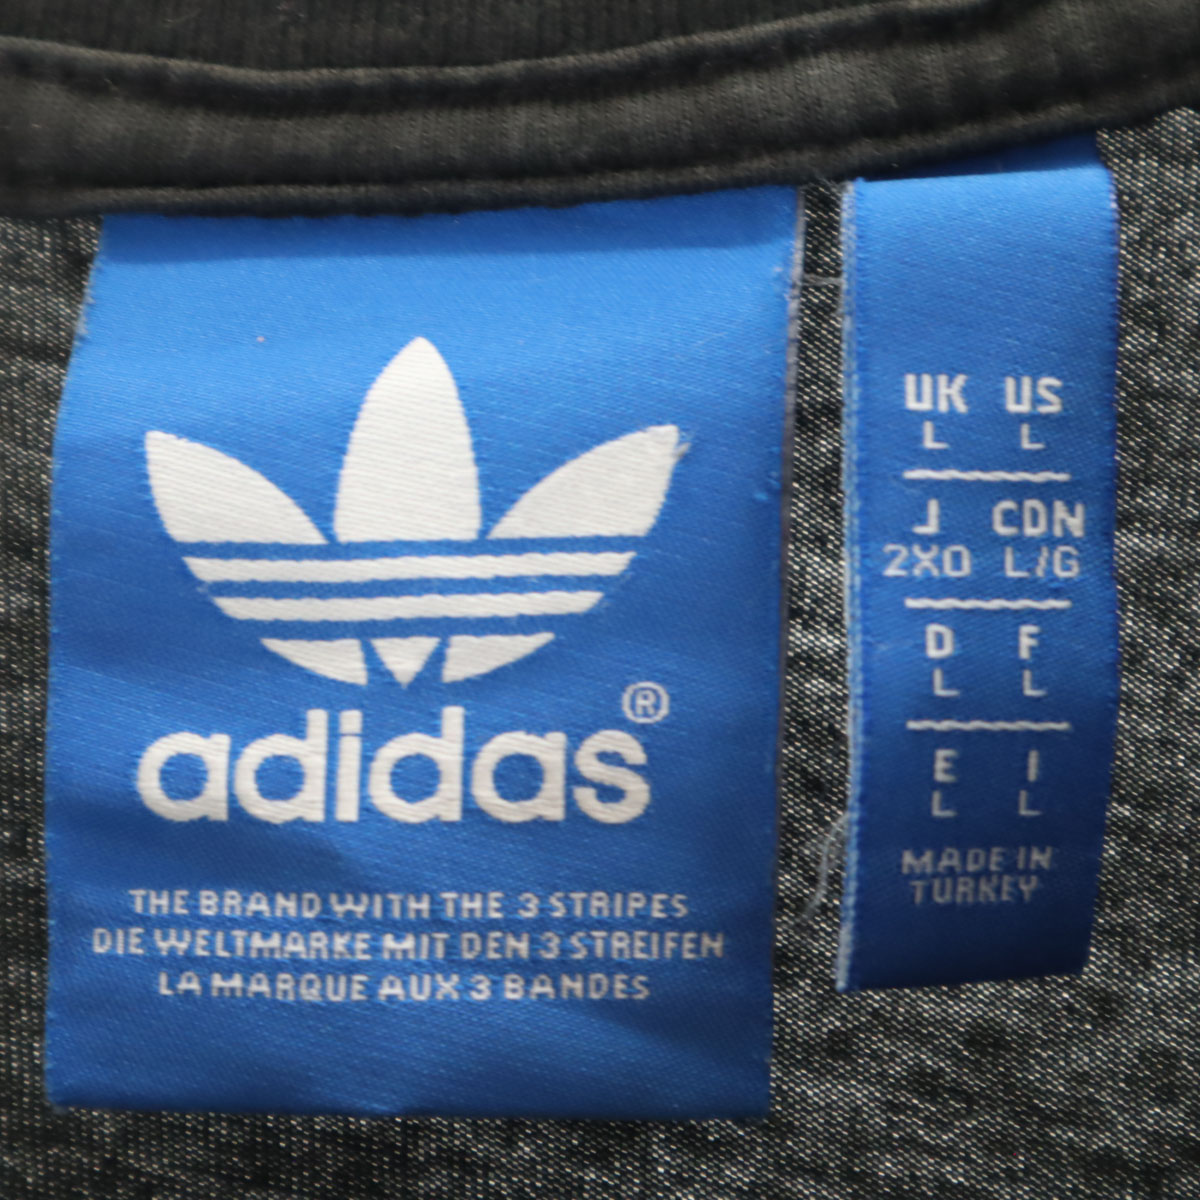 adidas®
THE BRAND WITH THE 3 STRIPES
DIE WELTMARKE MIT DEN 3 STREIFEN
LA MARQUE AUX 3 BANDES
UK US
L L
J CDN
2XO L/G
D F
L L
E I
L L
MADE IN
TURKEY